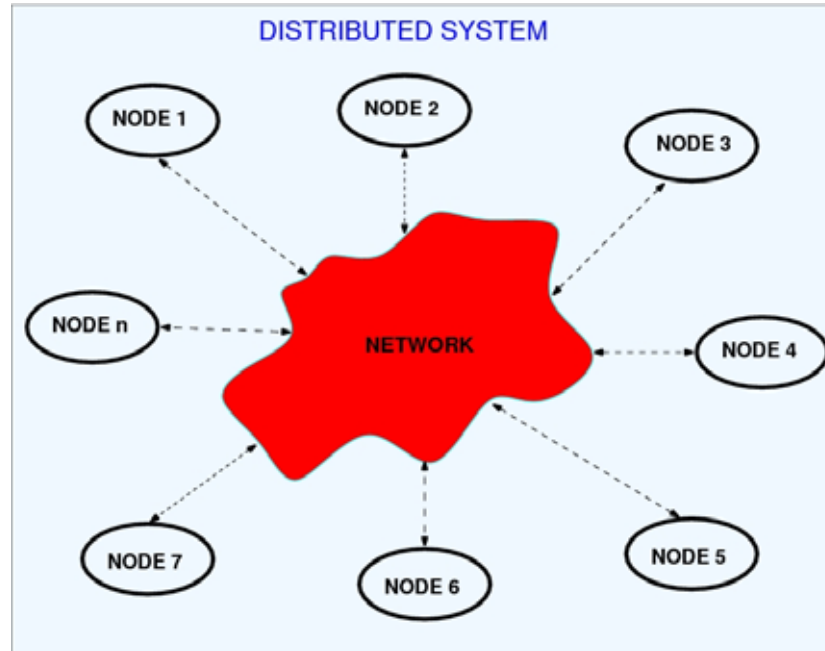 DISTRIBUTED SYSTEM
NODE 1
NODE 2
NODE 3
NODE n
NETWORK
NODE 4
NODE 7
NODE 6
NODE 5